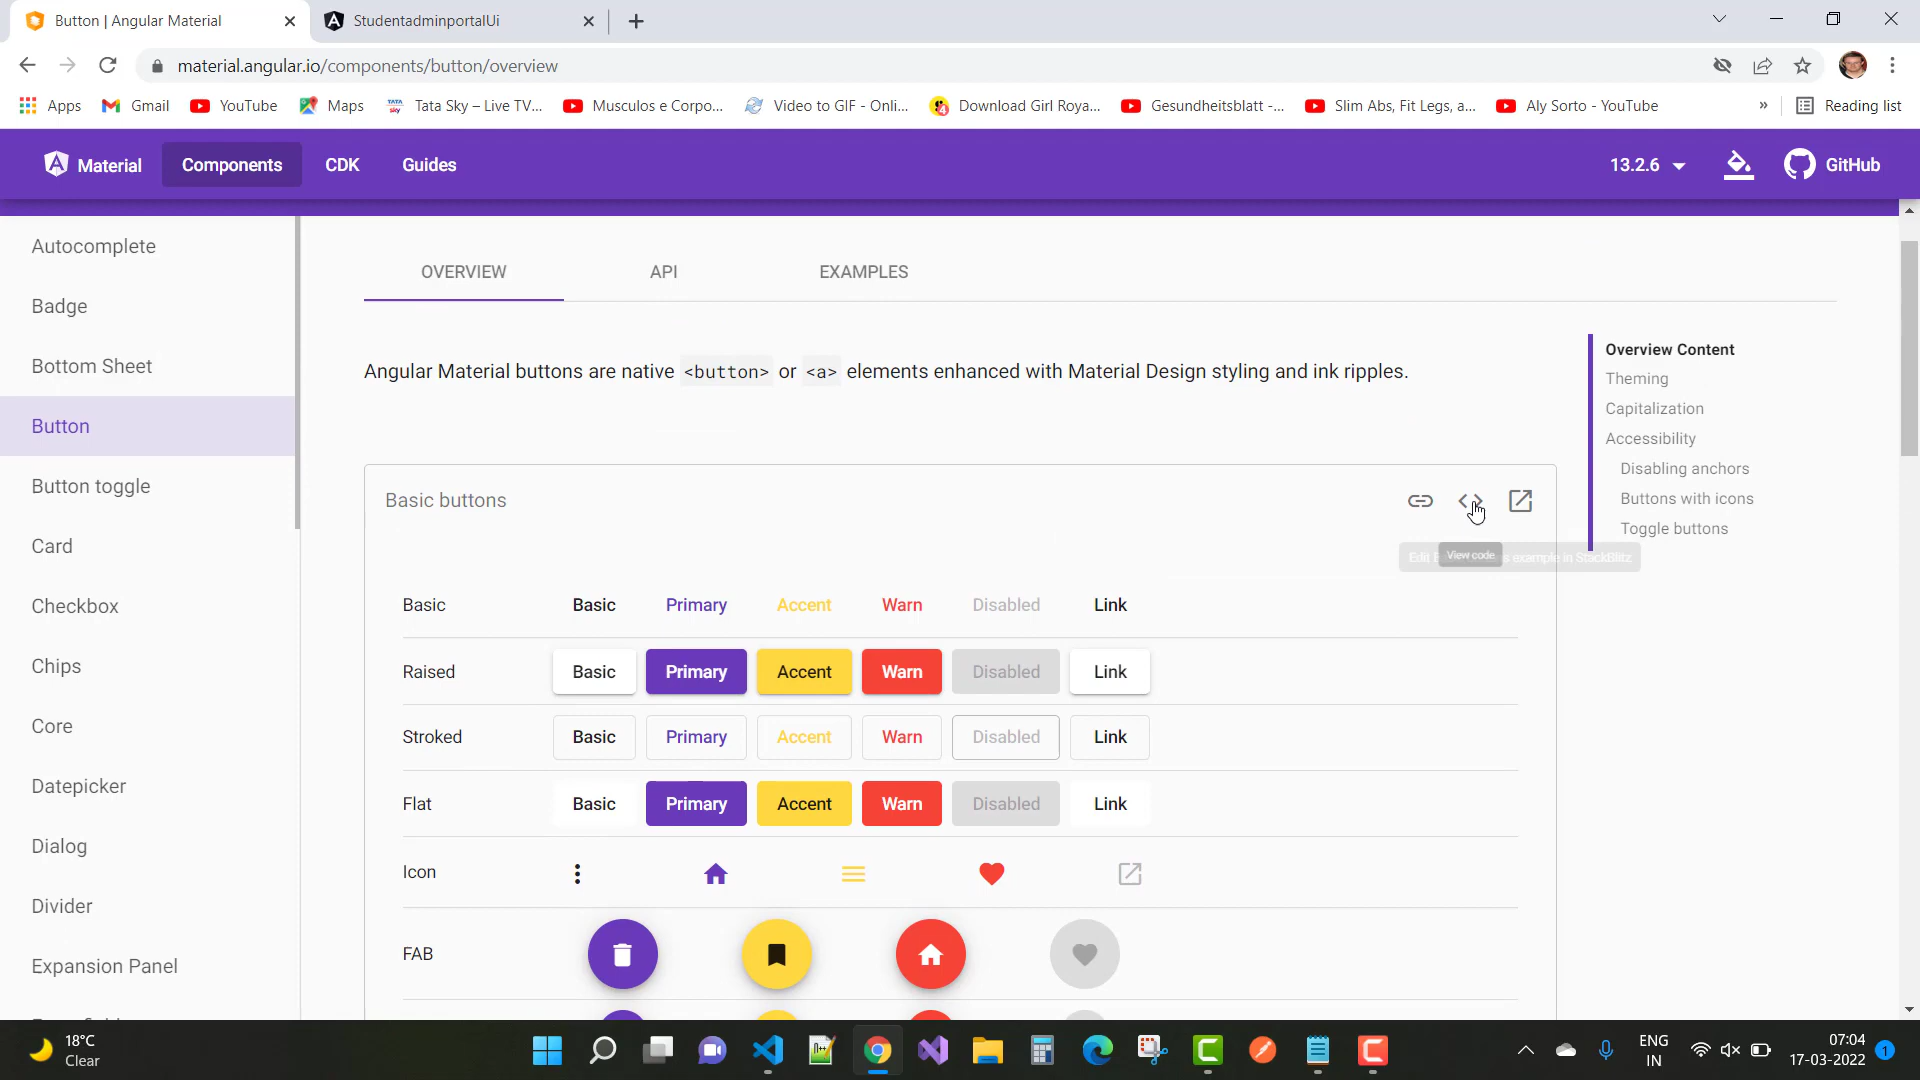 Button | Angular Material
StudentadminportalUi
material.angular.io/components/button/overview
Apps
Gmail
YouTube
Maps
Tata Sky – Live TV...
Musculos e Corpo...
Video to GIF - Onli...
Download Girl Roya...
Gesundheitsblatt -...
Slim Abs, Fit Legs, a...
Aly Sorto - YouTube
»
Reading list
Material
Components
CDK
Guides
13.2.6
GitHub
Autocomplete
Badge
Bottom Sheet
Button
Button toggle
Card
Checkbox
Chips
Core
Datepicker
Dialog
Divider
Expansion Panel
OVERVIEW
API
EXAMPLES
Angular Material buttons are native <button> or <a> elements enhanced with Material Design styling and ink ripples.
Overview Content
Theming
Capitalization
Accessibility
Disabling anchors
Buttons with icons
Toggle buttons
Basic buttons
View code
Edit s example in StackBlitz
Basic Basic Primary Accent Warn Disabled Link
Raised Basic Primary Accent Warn Disabled Link
Stroked Basic Primary Accent Warn Disabled Link
Flat Basic Primary Accent Warn Disabled Link
Icon
FAB
18°C
Clear
ENG
IN
07:04
17-03-2022
1